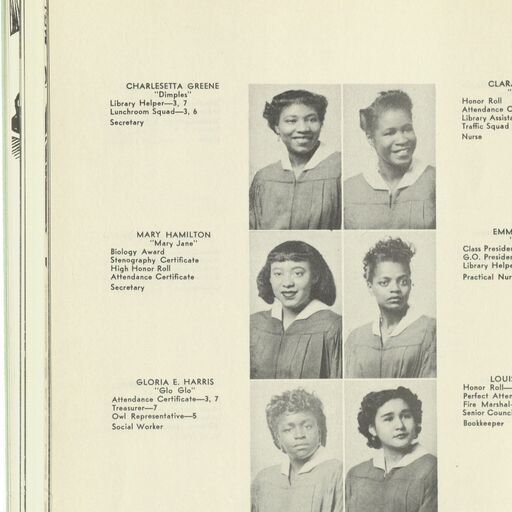 CHARLESETTA GREENE
"Dimples"
Library Helper—3, 7
Lunchroom Squad—3, 6
Secretary
MARY HAMILTON
"Mary Jane"
Biology Award
Stenography Certificate
High Honor Roll
Attendance Certificate
Secretary
GLORIA E. HARRIS
"Glo Glo"
Attendance Certificate—3, 7
Treasurer—7
Owl Representative—5
Social Worker
CLARA
Honor Roll
Attendance C
Library Assista
Traffic Squad
Nurse
EMM
Class Presiden
G.O. Presiden
Library Helpe
Practical Nur
LOUIS
Honor Roll—
Perfect Atten
Fire Marshal—
Senior Counci
Bookkeeper